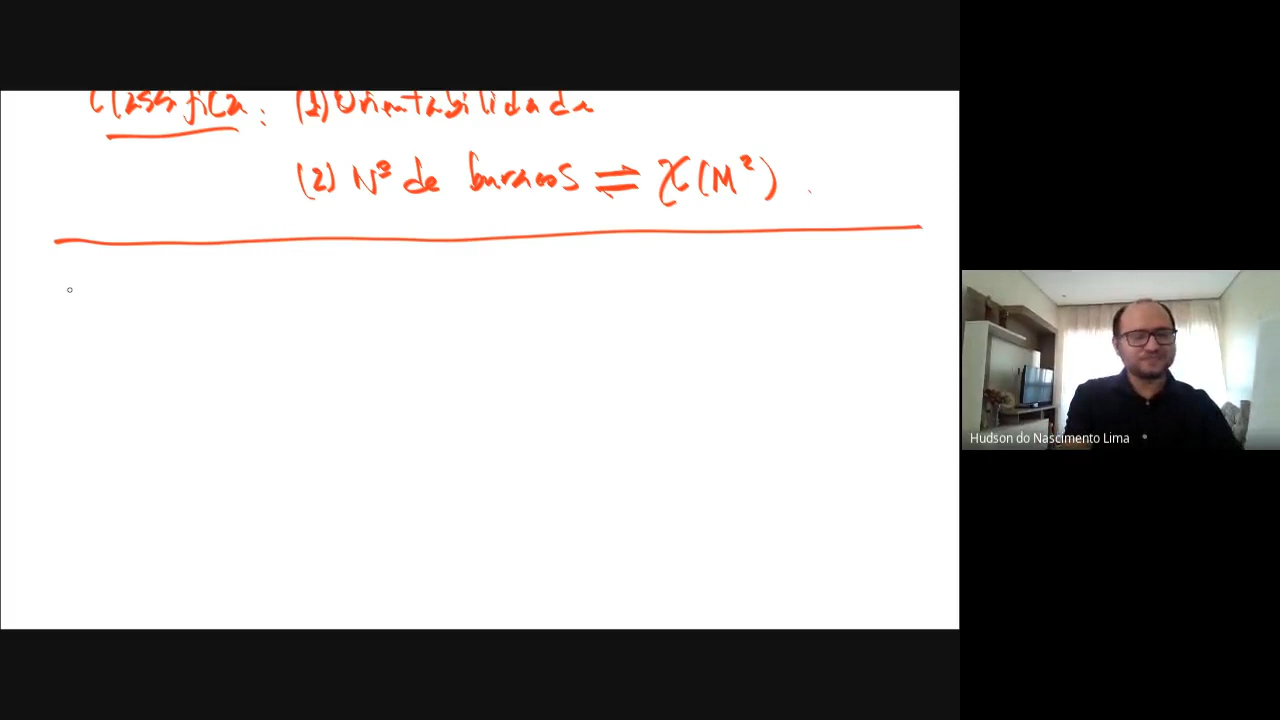 Classifica: (1) Orientabilidade
(2) Nº de buracos ⇌ χ(M²).
Hudson do Nascimento Lima